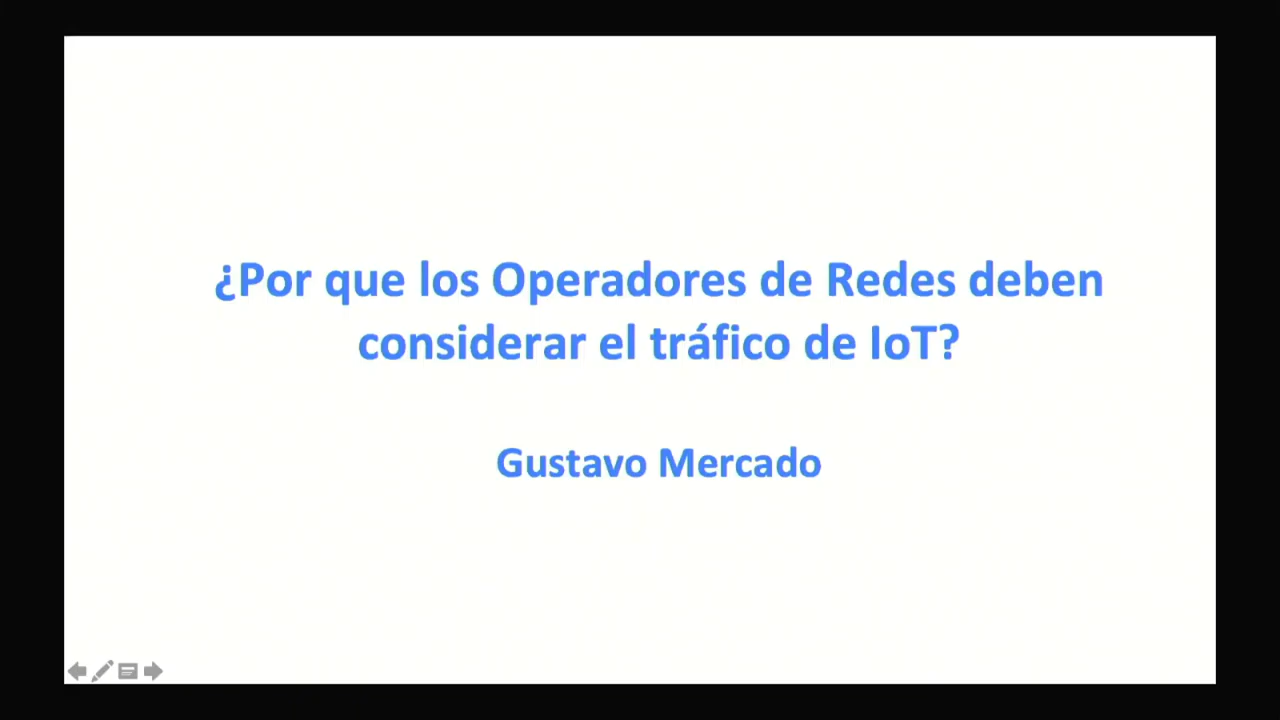 ¿Por que los Operadores de Redes deben
considerar el tráfico de IoT?
Gustavo Mercado